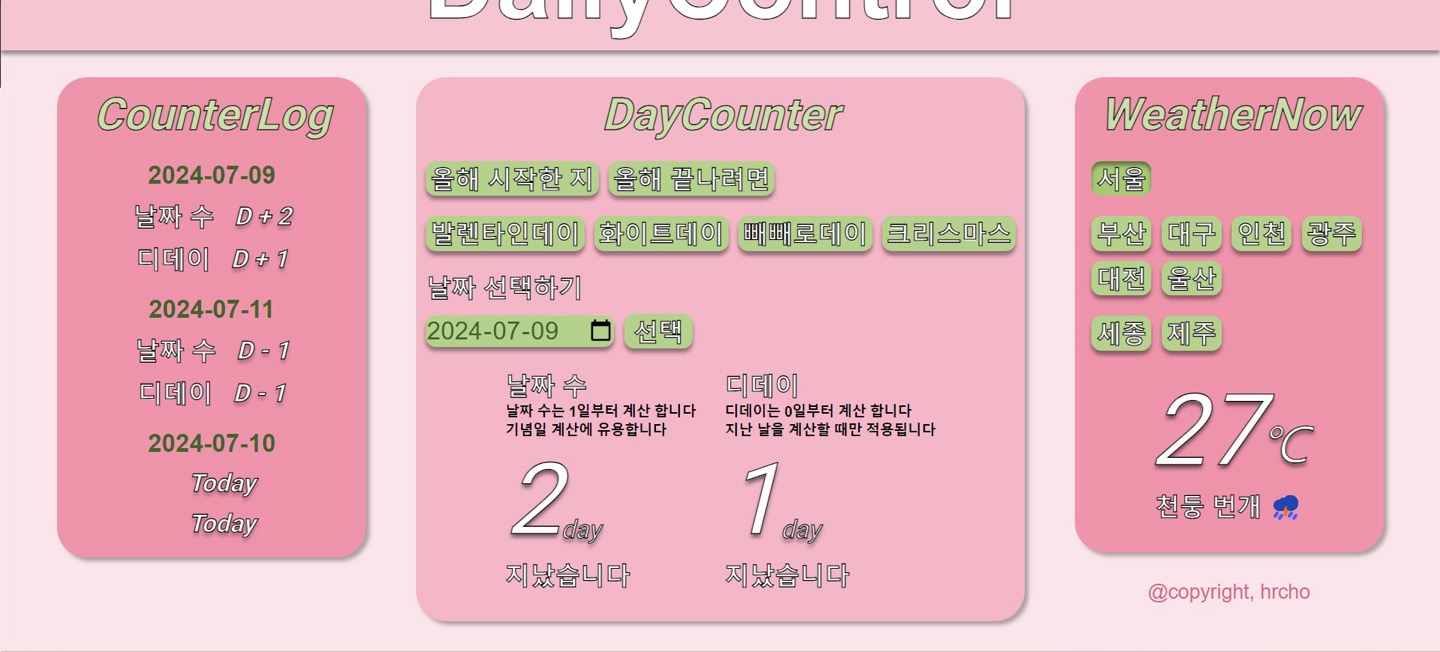 DailyControl
CounterLog
2024-07-09
날짜 수 D + 2
디데이 D + 1
2024-07-11
날짜 수 D - 1
디데이 D - 1
2024-07-10
Today
Today
DayCounter
올해 시작한 지 올해 끝나려면
발렌타인데이 화이트데이 빼빼로데이 크리스마스
날짜 선택하기
2024-07-09 선택
날짜 수
날짜 수는 1일부터 계산 합니다
기념일 계산에 유용합니다
2day
지났습니다
디데이
디데이는 0일부터 계산 합니다
지난 날을 계산할 때만 적용됩니다
1day
지났습니다
WeatherNow
서울
부산 대구 인천 광주
대전 울산
세종 제주
27℃
천둥 번개
@copyright, hrcho